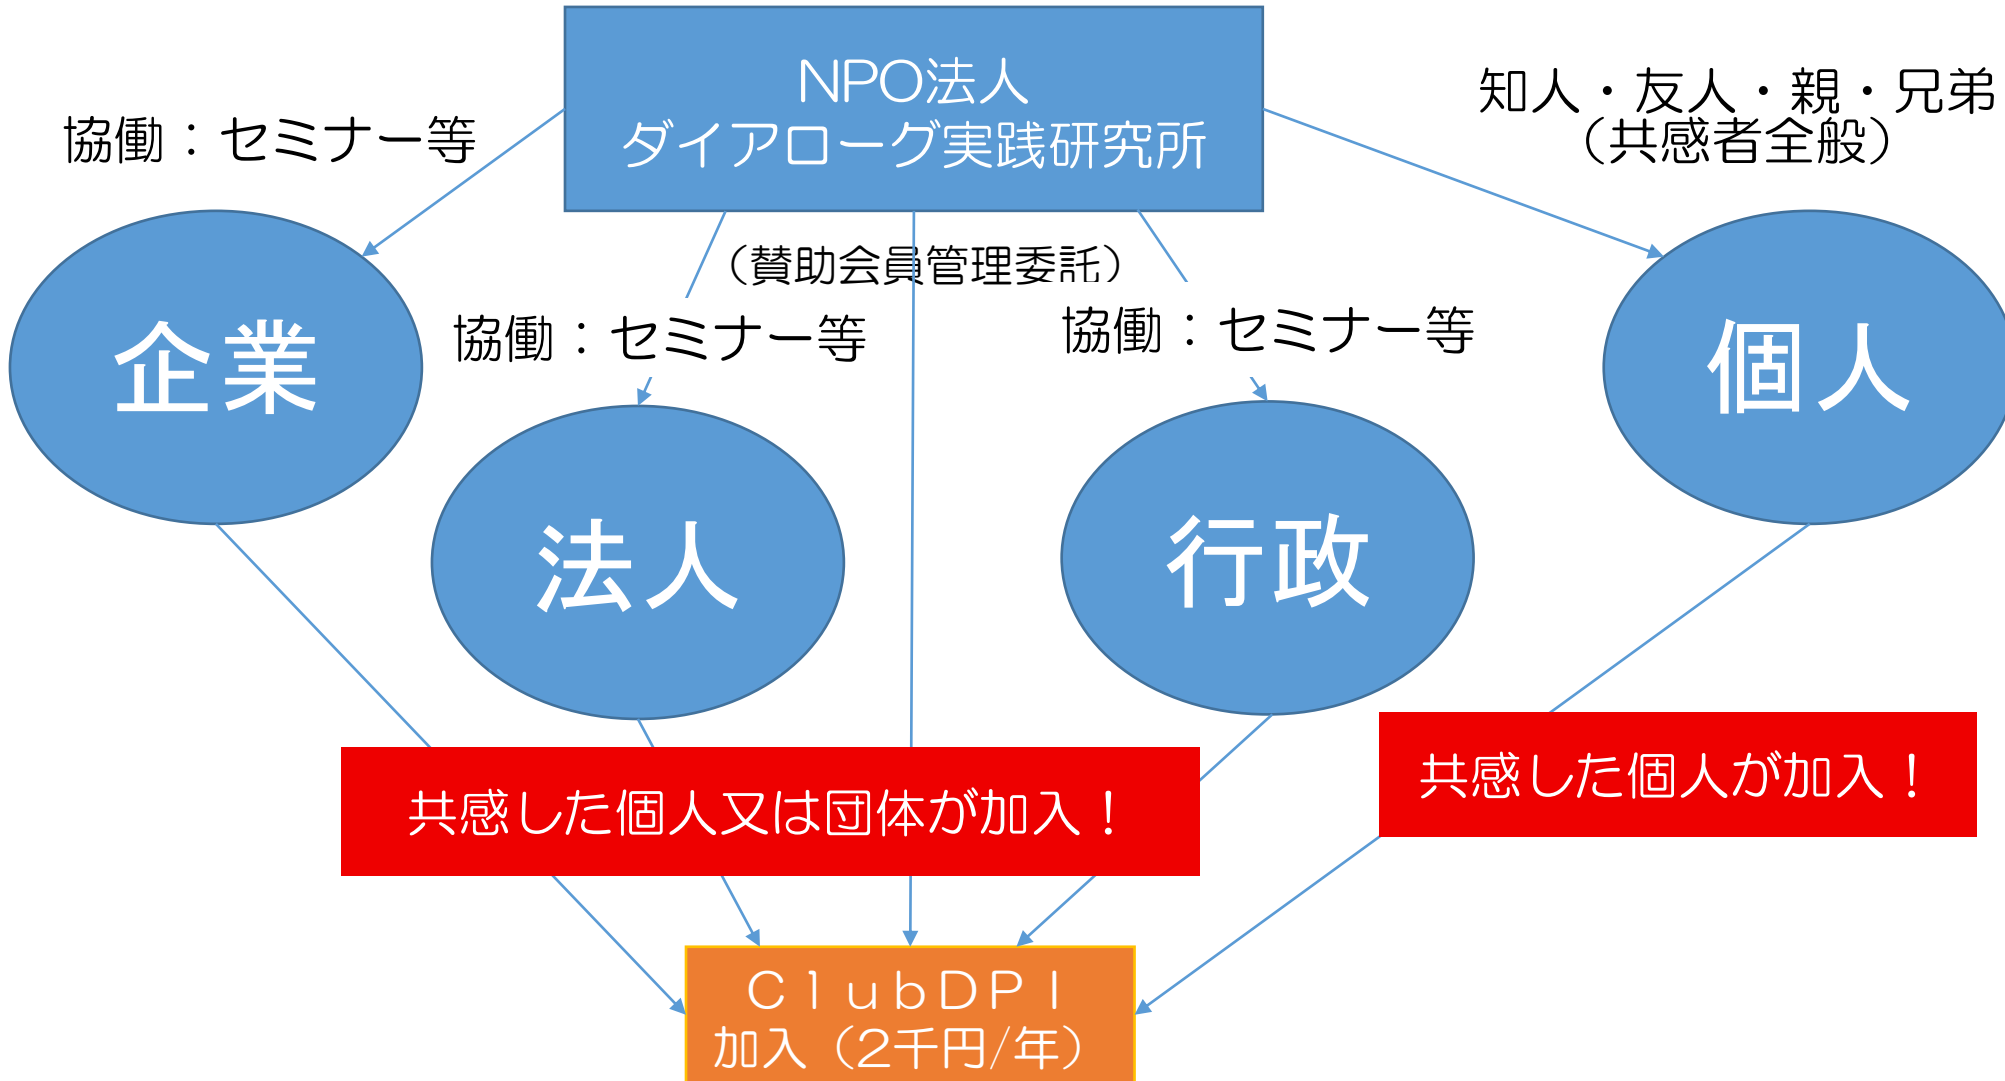 NPO法人
ダイアローグ実践研究所
知人・友人・親・兄弟
（共感者全般）
協働：セミナー等
（賛助会員管理委託）
協働：セミナー等
協働：セミナー等
企業
個人
法人
行政
共感した個人が加入！
共感した個人又は団体が加入！
ＣｌｕｂＤＰＩ
加入（2千円/年）